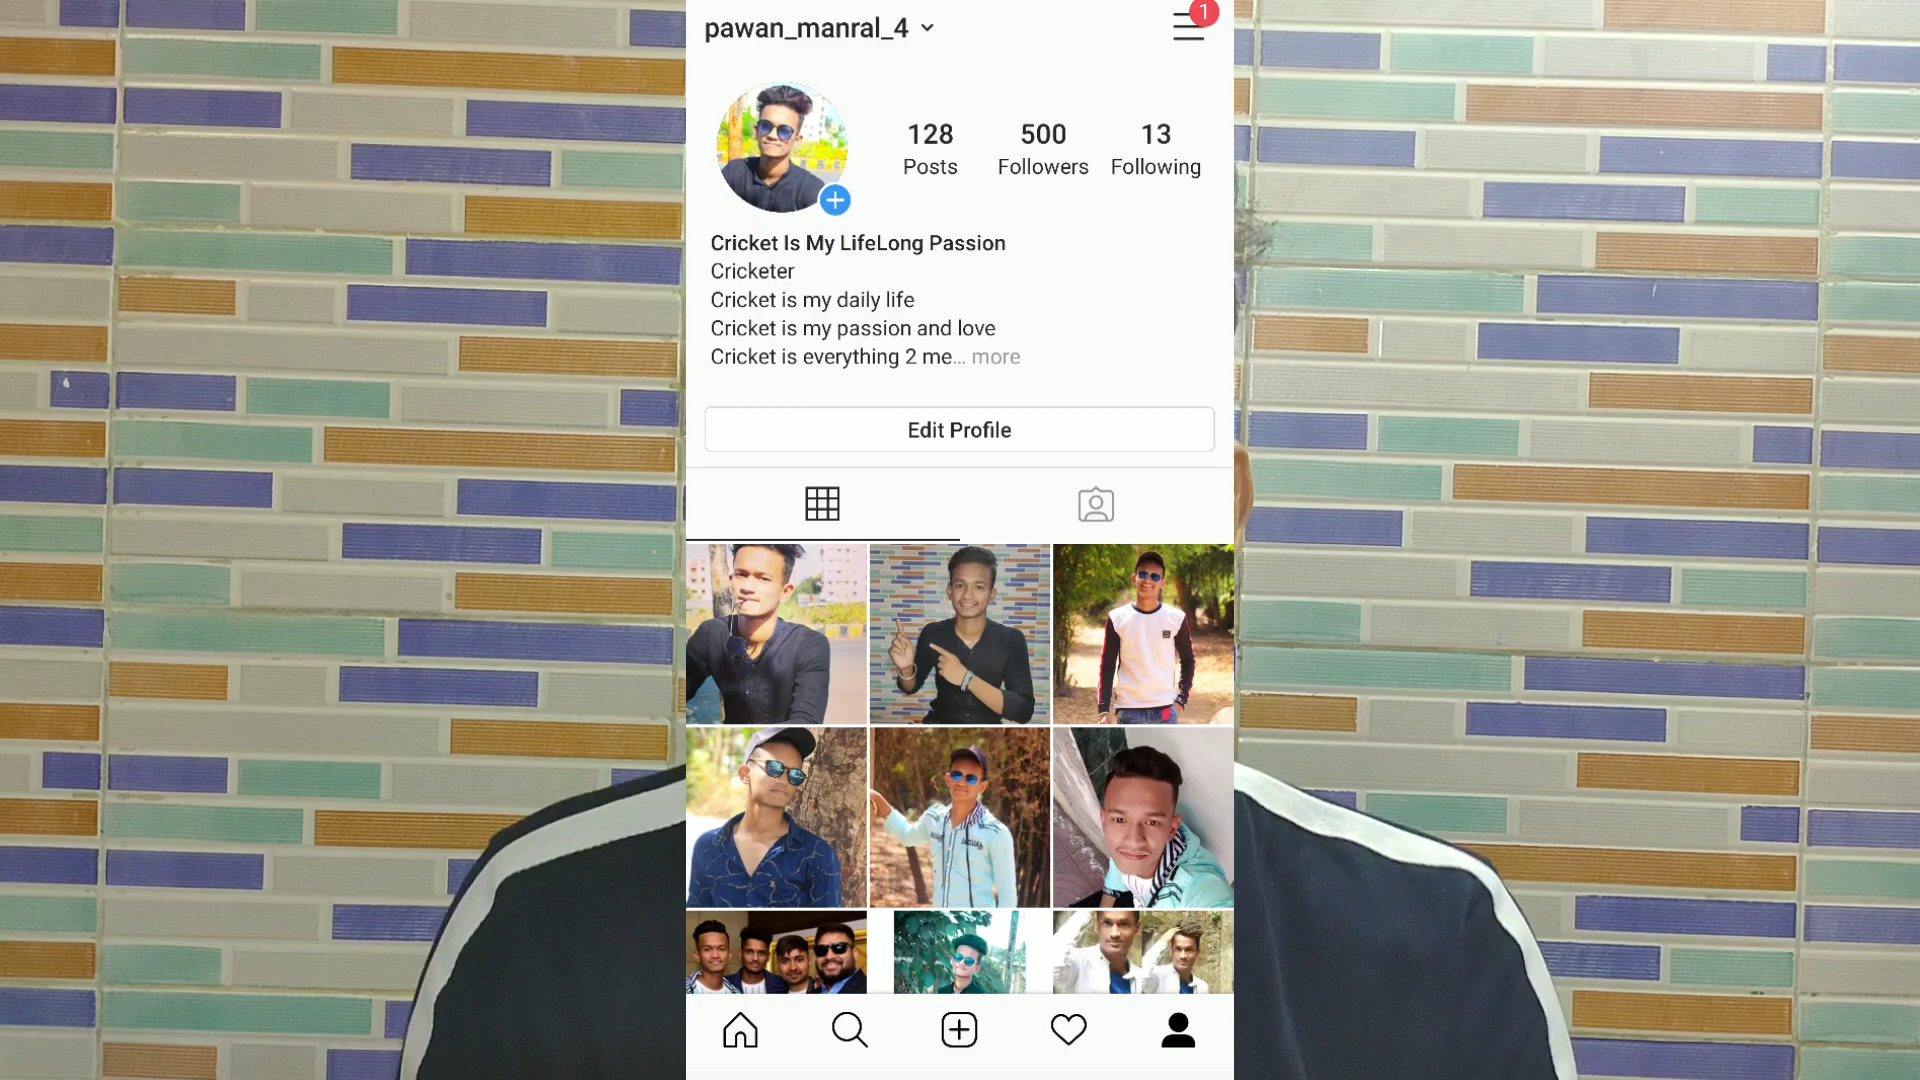 pawan_manral_4
1
128 500 13
Posts Followers Following
Cricket Is My LifeLong Passion
Cricketer
Cricket is my daily life
Cricket is my passion and love
Cricket is everything 2 me... more
Edit Profile